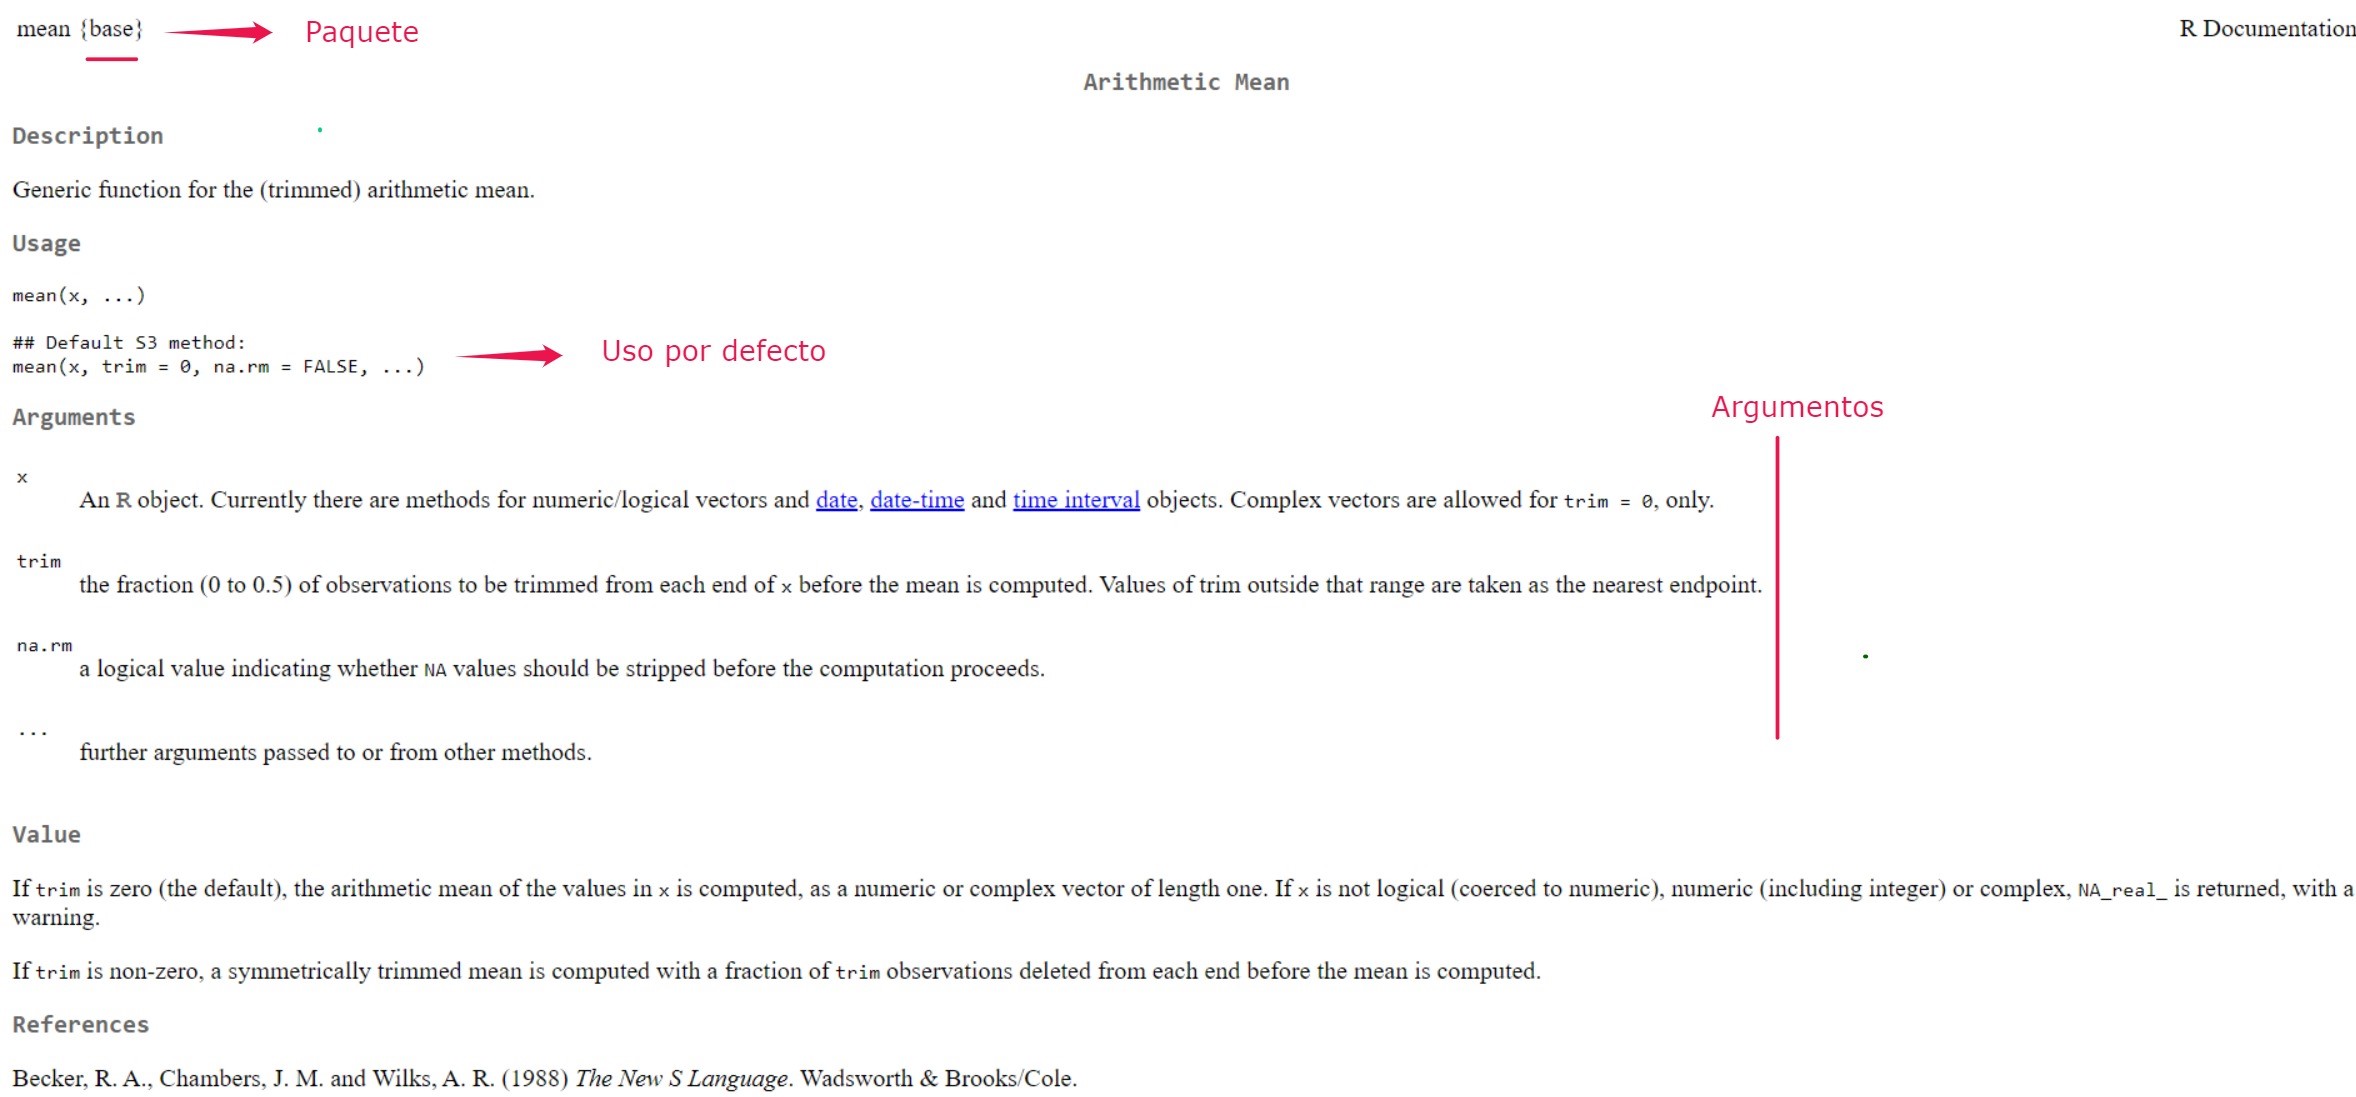 mean {base} Paquete R Documentation
Arithmetic Mean
Description
Generic function for the (trimmed) arithmetic mean.
Usage
mean(x, ...)
## Default S3 method:
mean(x, trim = 0, na.rm = FALSE, ...)
Uso por defecto
Arguments
Argumentos
x
An R object. Currently there are methods for numeric/logical vectors and date, date-time and time interval objects. Complex vectors are allowed for trim = 0, only.
trim
the fraction (0 to 0.5) of observations to be trimmed from each end of x before the mean is computed. Values of trim outside that range are taken as the nearest endpoint.
na.rm
a logical value indicating whether NA values should be stripped before the computation proceeds.
...
further arguments passed to or from other methods.
Value
If trim is zero (the default), the arithmetic mean of the values in x is computed, as a numeric or complex vector of length one. If x is not logical (coerced to numeric), numeric (including integer) or complex, NA_real_ is returned, with a
warning.
If trim is non-zero, a symmetrically trimmed mean is computed with a fraction of trim observations deleted from each end before the mean is computed.
References
Becker, R. A., Chambers, J. M. and Wilks, A. R. (1988) The New S Language. Wadsworth & Brooks/Cole.